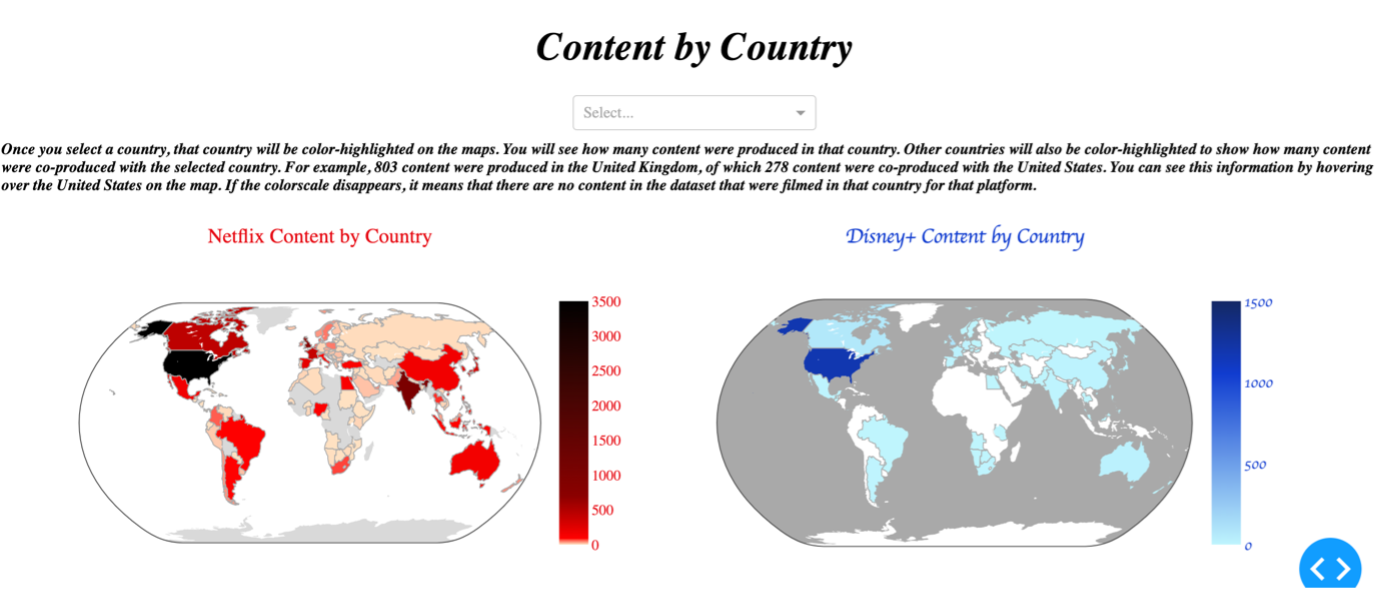 Content by Country
Select...
Once you select a country, that country will be color-highlighted on the maps. You will see how many content were produced in that country. Other countries will also be color-highlighted to show how many content
were co-produced with the selected country. For example, 803 content were produced in the United Kingdom, of which 278 content were co-produced with the United States. You can see this information by hovering
over the United States on the map. If the colorscale disappears, it means that there are no content in the dataset that were filmed in that country for that platform.
Netflix Content by Country
3500
3000
2500
2000
1500
1000
500
0
Disney+ Content by Country
1500
1000
500
0